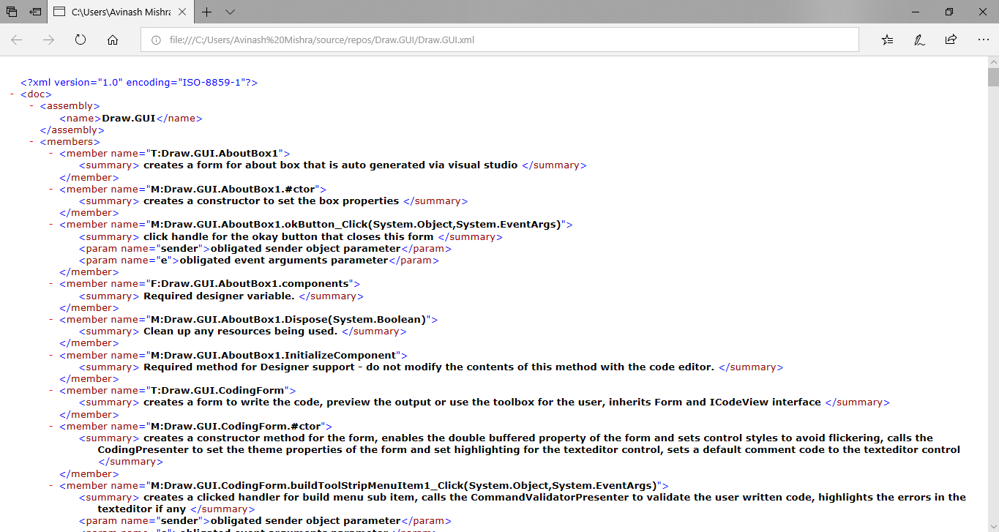 C:\Users\Avinash Mishra
file:///C:/Users/Avinash%20Mishra/source/repos/Draw.GUI/Draw.GUI.xml
<?xml version="1.0" encoding="ISO-8859-1"?>
- <doc>
- <assembly>
<name>Draw.GUI</name>
</assembly>
- <members>
- <member name="T:Draw.GUI.AboutBox1">
<summary> creates a form for about box that is auto generated via visual studio </summary>
</member>
- <member name="M:Draw.GUI.AboutBox1.#ctor">
<summary> creates a constructor to set the box properties </summary>
</member>
- <member name="M:Draw.GUI.AboutBox1.okButton_Click(System.Object,System.EventArgs)">
<summary> click handle for the okay button that closes this form </summary>
<param name="sender">obligated sender object parameter</param>
<param name="e">obligated event arguments parameter</param>
</member>
- <member name="F:Draw.GUI.AboutBox1.components">
<summary> Required designer variable. </summary>
</member>
- <member name="M:Draw.GUI.AboutBox1.Dispose(System.Boolean)">
<summary> Clean up any resources being used. </summary>
</member>
- <member name="M:Draw.GUI.AboutBox1.InitializeComponent">
<summary> Required method for Designer support - do not modify the contents of this method with the code editor. </summary>
</member>
- <member name="T:Draw.GUI.CodingForm">
<summary> creates a form to write the code, preview the output or use the toolbox for the user, inherits Form and ICodeView interface </summary>
</member>
- <member name="M:Draw.GUI.CodingForm.#ctor">
<summary> creates a constructor method for the form, enables the double buffered property of the form and sets control styles to avoid flickering, calls the
CodingPresenter to set the theme properties of the form and set highlighting for the texteditor control, sets a default comment code to the texteditor control
</summary>
</member>
- <member name="M:Draw.GUI.CodingForm.buildToolStripMenuItem1_Click(System.Object,System.EventArgs)">
<summary> creates a clicked handler for build menu sub item, calls the CommandValidatorPresenter to validate the user written code, highlights the errors in the
texteditor if any </summary>
<param name="sender">obligated sender object parameter</param>
<param name="e">obligated event arguments parameter</param>